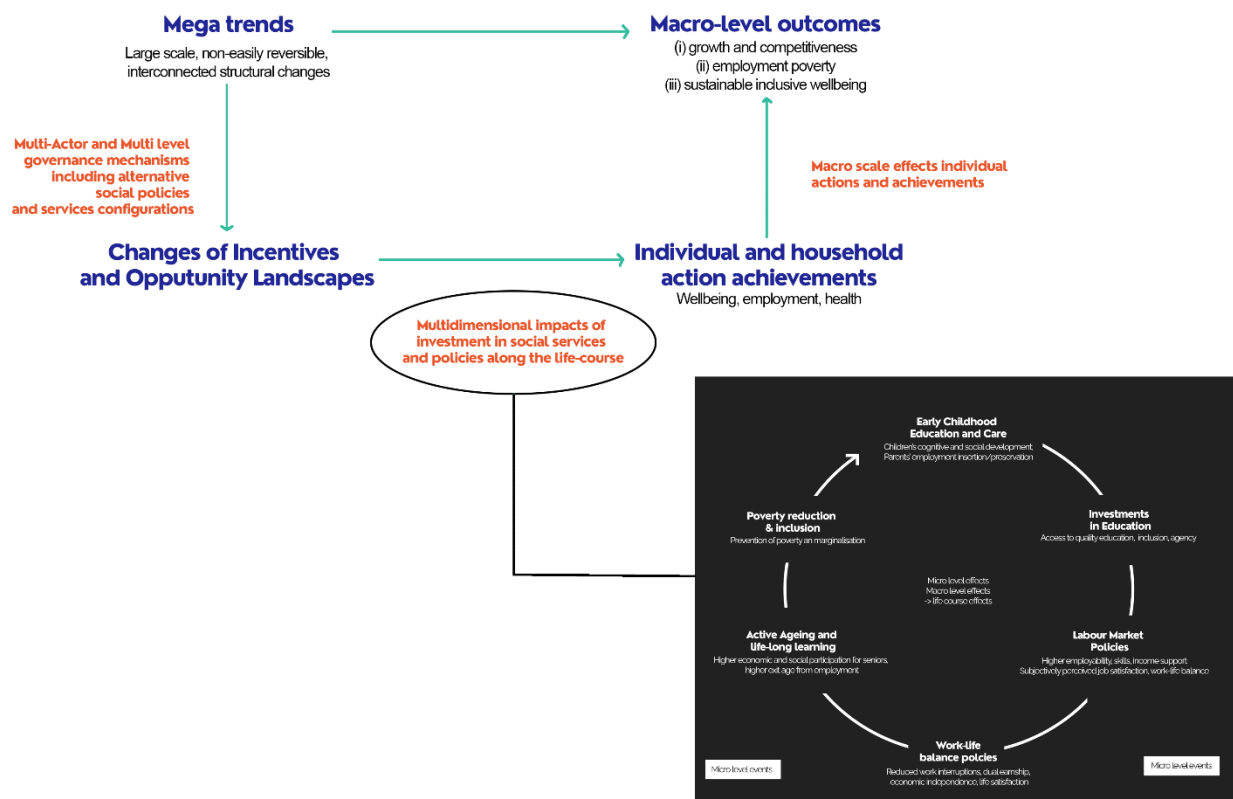 Mega trends
Large scale, non-easily reversible,
interconnected structural changes
Macro-level outcomes
(i) growth and competitiveness
(ii) employment poverty
(iii) sustainable inclusive wellbeing
Multi-Actor and Multi level
governance mechanisms
including alternative
social policies
and services configurations
Macro scale effects individual
actions and achievements
Changes of Incentives
and Opputunity Landscapes
Individual and household
action achievements
Wellbeing, employment, health
Multidimensional impacts of
investment in social services
and policies along the life-course
Early Childhood
Education and Care
Children's cognitive and social development;
Parents' employment insertion/preservation
Poverty reduction
& inclusion
Prevention of poverty an marginalisation
Investments
in Education
Access to quality education, inclusion, agency
Micro level effects
Macro level effects
-> life course effects
Active Ageing and
life-long learning
Higher economic and social participation for seniors,
higher exit age from employment
Labour Market
Policies
Higher employability, skills, income support
Subjectively perceived job satisfaction, work-life balance
Work-life
balance polcies
Reduced work interruptions, dual earnship,
economic independence, life satisfaction
Micro level events
Micro level events